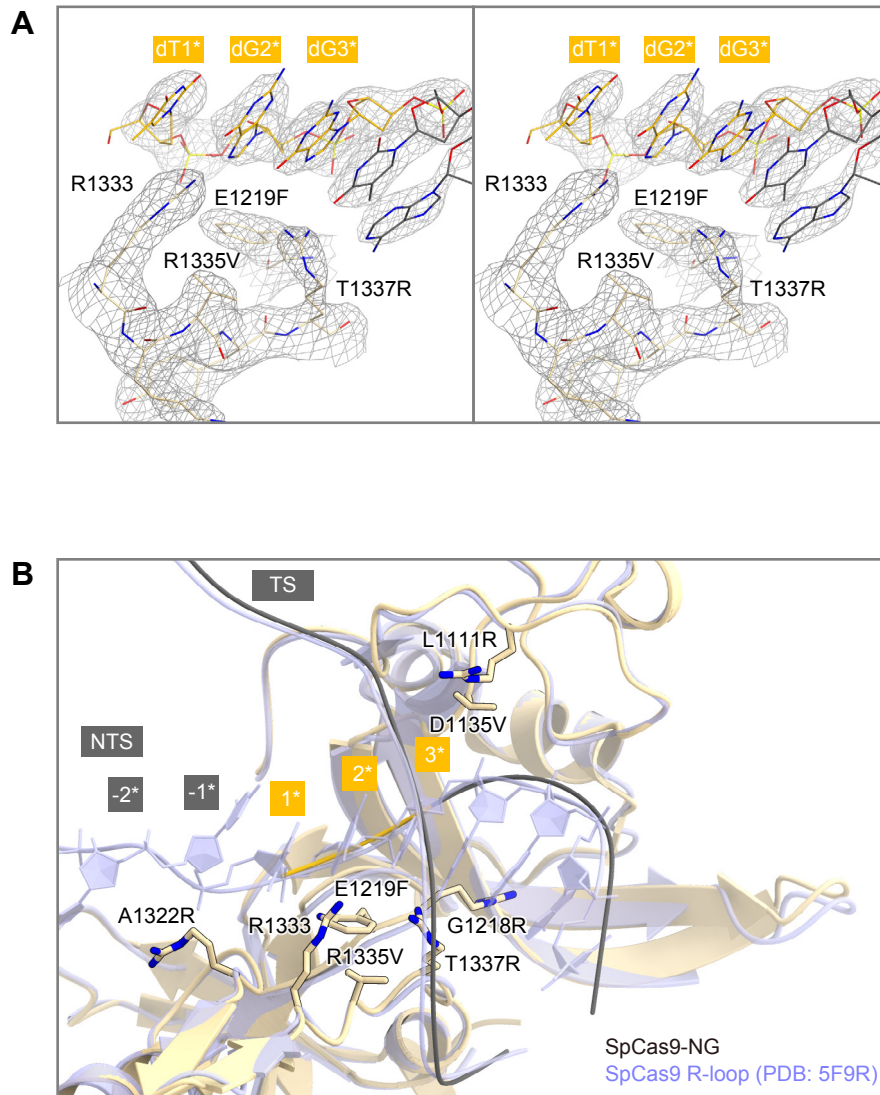 A
dT1* dG2* dG3* dT1* dG2* dG3*
R1333 R1333
E1219F E1219F
R1335V R1335V
T1337R T1337R
B
TS
L1111R
D1135V
NTS
3*
2*
-2* -1* 1*
E1219F
A1322R R1333 G1218R
R1335V T1337R
SpCas9-NG
SpCas9 R-loop (PDB: 5F9R)